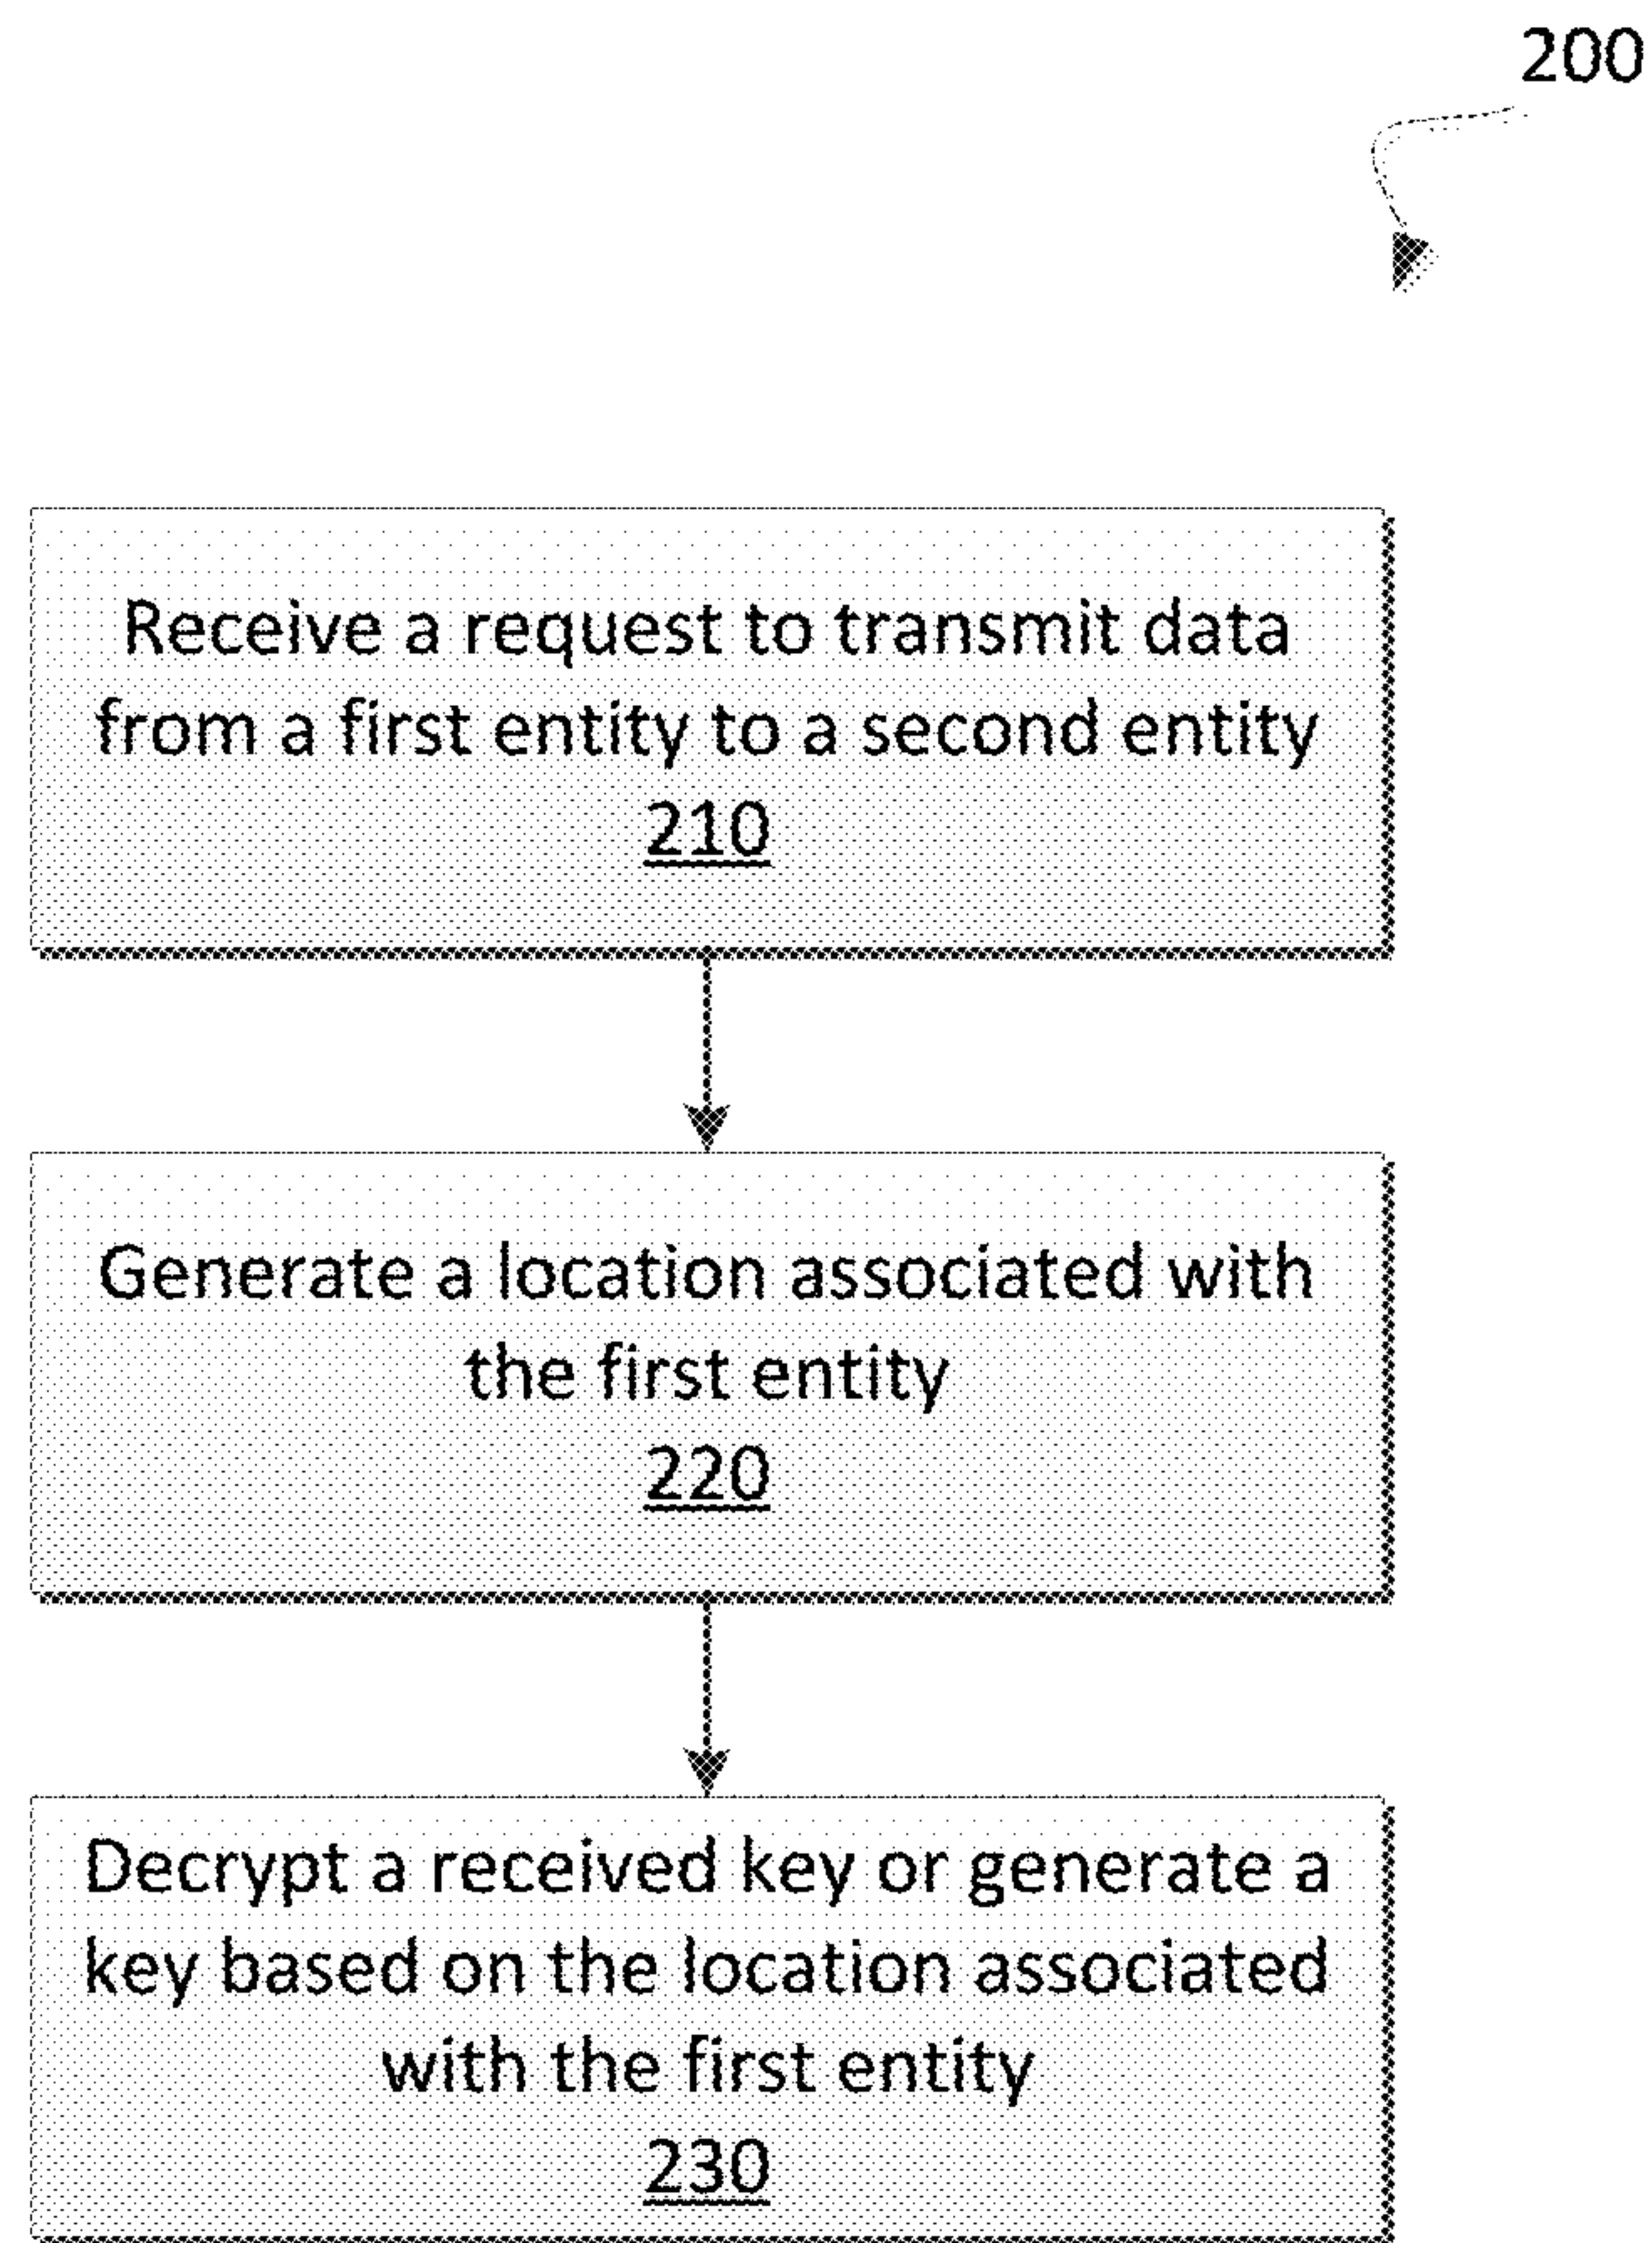 200
Receive a request to transmit data
from a first entity to a second entity
210
Generate a location associated with
the first entity
220
Decrypt a received key or generate a
key based on the location associated
with the first entity
230